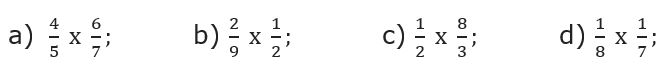 a) 4/5 x 6/7; b) 2/9 x 1/2; c) 1/2 x 8/3; d) 1/8 x 1/7;